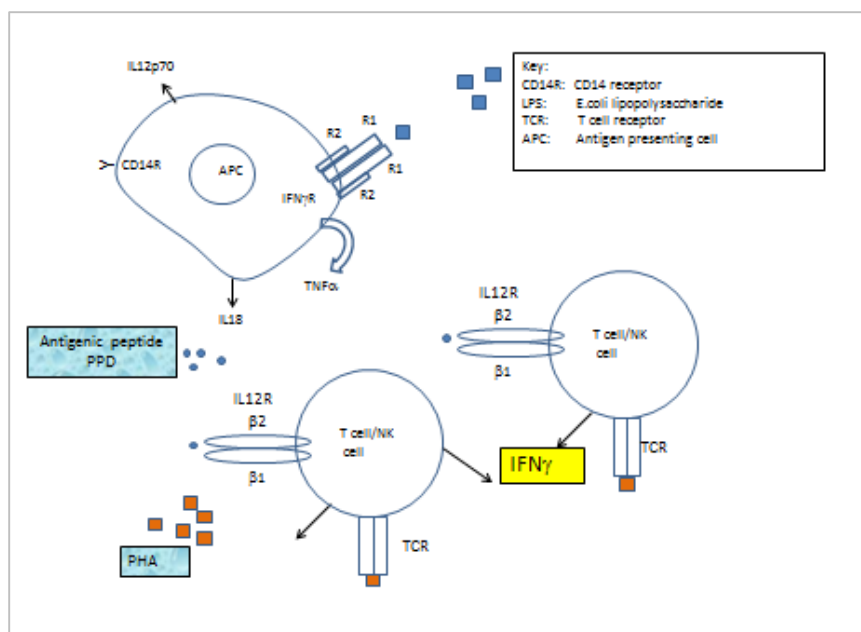 IL12p70
CD14R
APC
R2
R1
R1
R2
IFNγR
TNFα
IL18
Key:
CD14R: CD14 receptor
LPS: E.coli lipopolysaccharide
TCR: T cell receptor
APC: Antigen presenting cell
Antigenic peptide
PPD
IL12R
β2
β1
T cell/NK
cell
TCR
IL12R
β2
β1
T cell/NK
cell
TCR
IFNγ
PHA